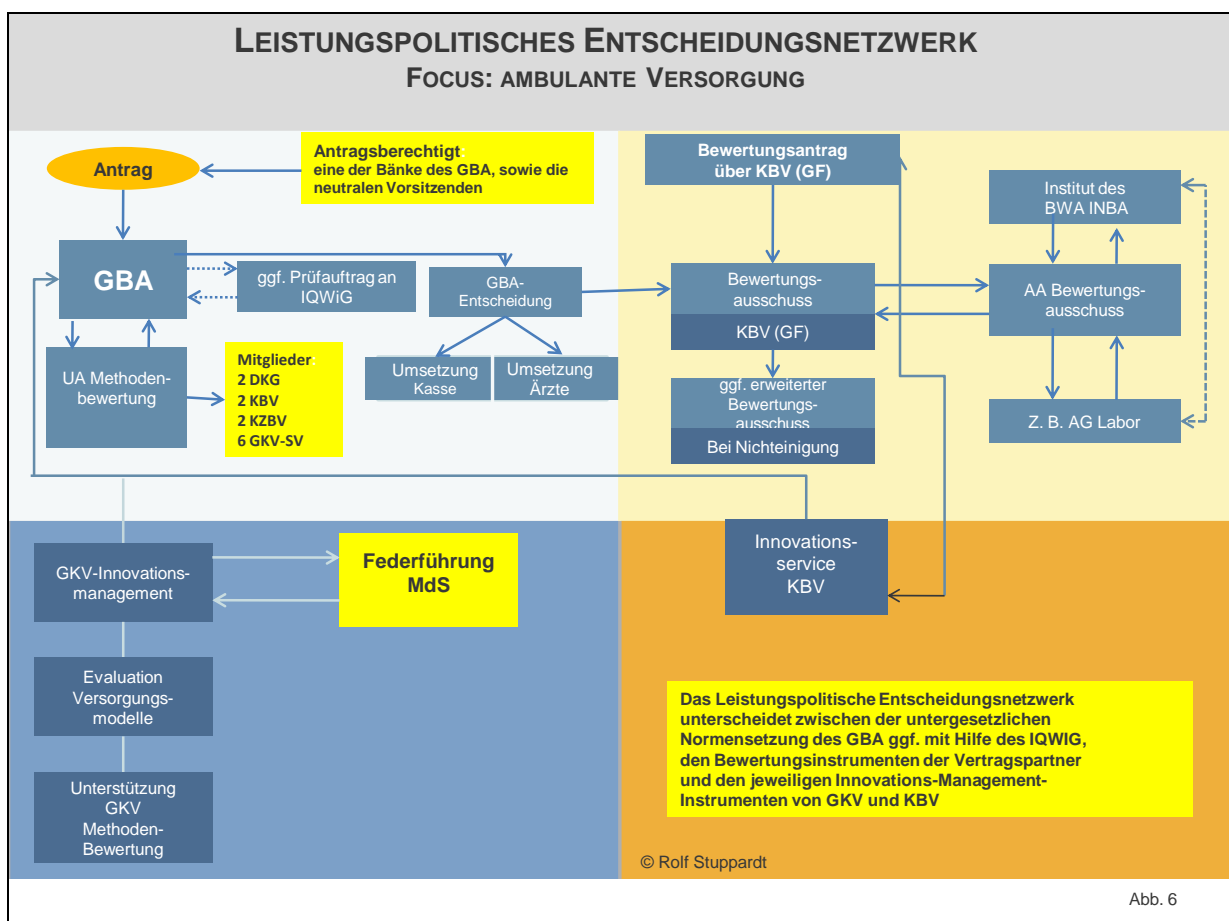 LEISTUNGSPOLITISCHES ENTSCHEIDUNGSNETZWERK
FOCUS: AMBULANTE VERSORGUNG
Antrag
Antragsberechtigt:
eine der Bänke des GBA, sowie die
neutralen Vorsitzenden
GBA
ggf. Prüfauftrag an
IQWiG
GBA-
Entscheidung
UA Methoden-
bewertung
Mitglieder:
2 DKG
2 KBV
2 KZBV
6 GKV-SV
Umsetzung
Kasse
Umsetzung
Ärzte
Bewertungsantrag
über KBV (GF)
Institut des
BWA INBA
Bewertungs-
ausschuss
KBV (GF)
AA Bewertungs-
ausschuss
ggf. erweiterter
Bewertungs-
ausschuss
Bei Nichteinigung
Z. B. AG Labor
GKV-Innovations-
management
Federführung
MdS
Evaluation
Versorgungs-
modelle
Unterstützung
GKV
Methoden-
Bewertung
Innovations-
service
KBV
Das Leistungspolitische Entscheidungsnetzwerk
unterscheidet zwischen der untergesetzlichen
Normensetzung des GBA ggf. mit Hilfe des IQWIG,
den Bewertungsinstrumenten der Vertragspartner
und den jeweiligen Innovations-Management-
Instrumenten von GKV und KBV
© Rolf Stuppardt
Abb. 6